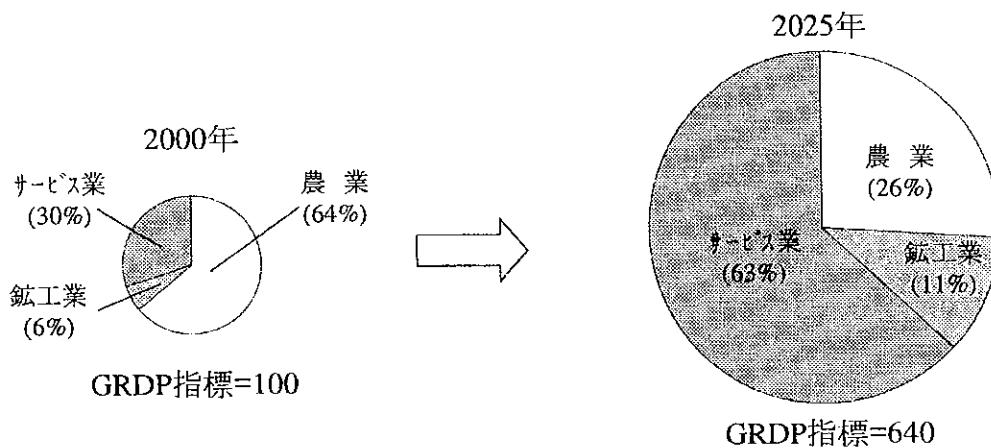 2000年
サービス業
(30%)
農 業
(64%)
鉱工業
(6%)
GRDP指標=100
2025年
農 業
(26%)
サービス業
(63%)
鉱工業
(11%)
GRDP指標=640